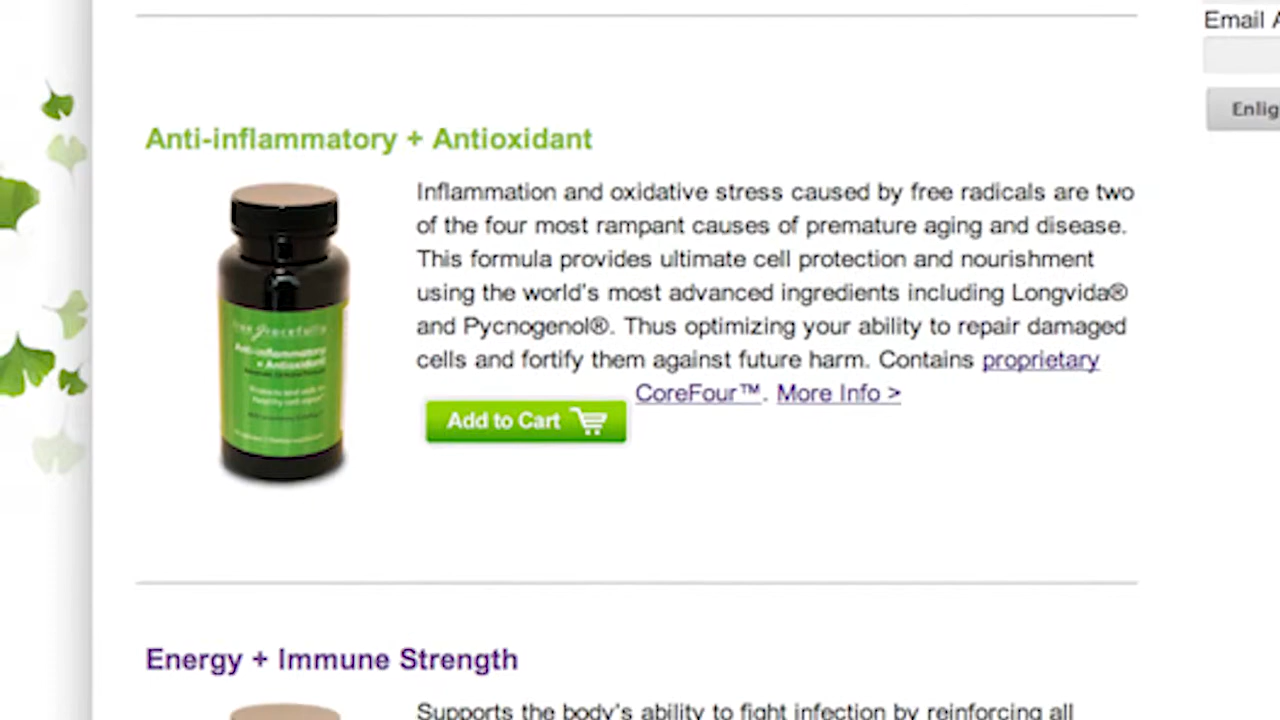 Email
Enlig
Anti-inflammatory + Antioxidant
Inflammation and oxidative stress caused by free radicals are two
of the four most rampant causes of premature aging and disease.
This formula provides ultimate cell protection and nourishment
using the world's most advanced ingredients including Longvida®
and Pycnogenol®. Thus optimizing your ability to repair damaged
cells and fortify them against future harm. Contains proprietary
CoreFour™. More Info >
Add to Cart
Anti-inflammatory
+ Antioxidant
Energy + Immune Strength
Supports the body's ability to fight infection by reinforcing all